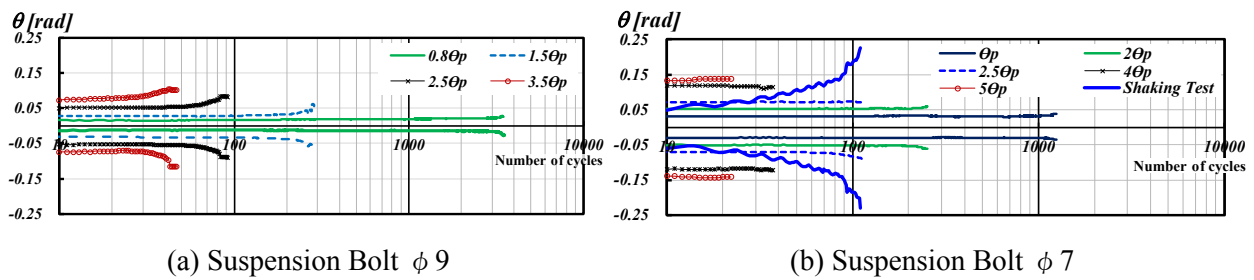 θ [rad]
0.25
0.15
0.05
-0.05
-0.15
-0.25
10
100
1000
10000
Number of cycles
0.8Θp
1.5Θp
2.5Θp
3.5Θp
(a) Suspension Bolt φ 9
θ [rad]
0.25
0.15
0.05
-0.05
-0.15
-0.25
10
100
1000
10000
Number of cycles
Θp
2Θp
2.5Θp
4Θp
5Θp
Shaking Test
(b) Suspension Bolt φ 7